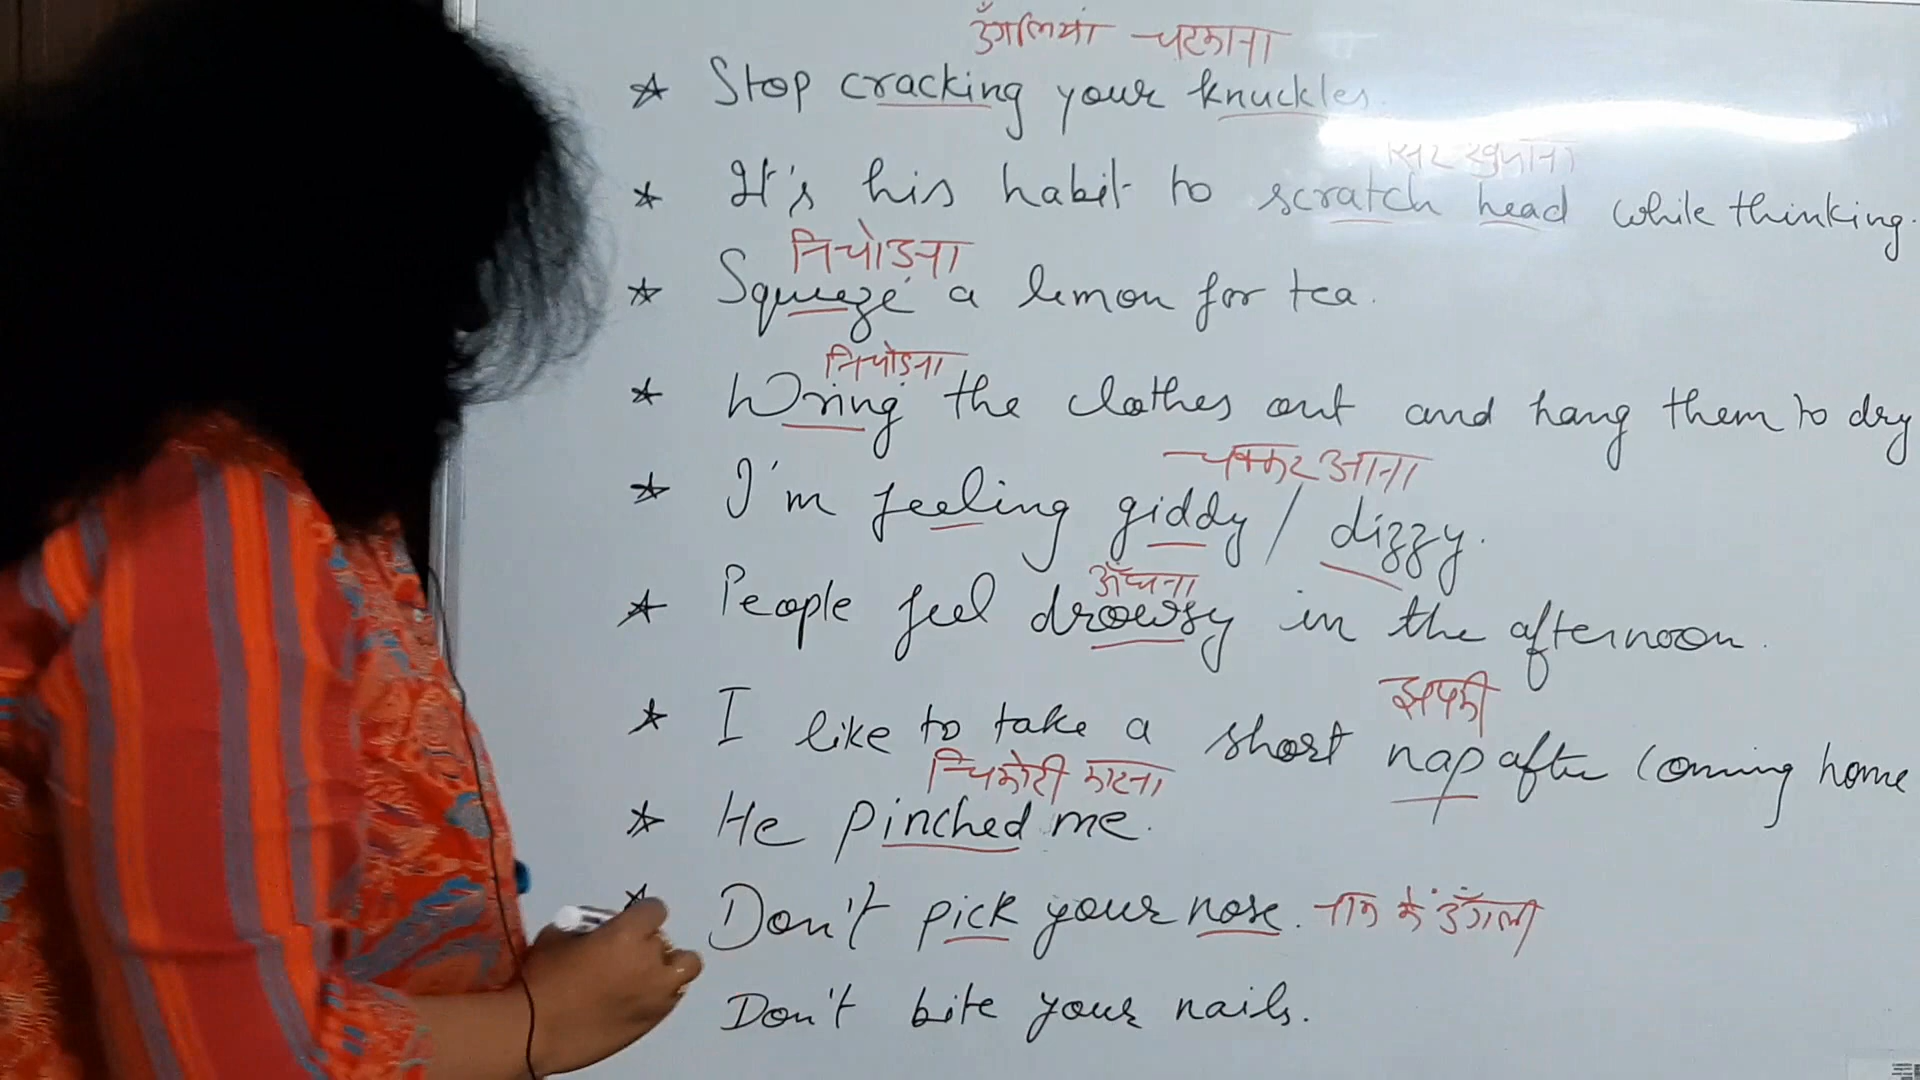 उँगलियां चटकाना
★ Stop cracking your knuckles.
सर खुजाना
★ It's his habit to scratch head while thinking.
निचोड़ना
★ Squeeze a lemon for tea.
निचोड़ना
★ Wring the clothes out and hang them to dry
चक्कर आना
★ I'm feeling giddy / dizzy.
ऊँघना
★ People feel drowsy in the afternoon.
झपकी
★ I like to take a short nap after coming home
चिकोटी काटना
★ He pinched me.
★ Don't pick your nose. नाक में उँगली
Don't bite your nails.